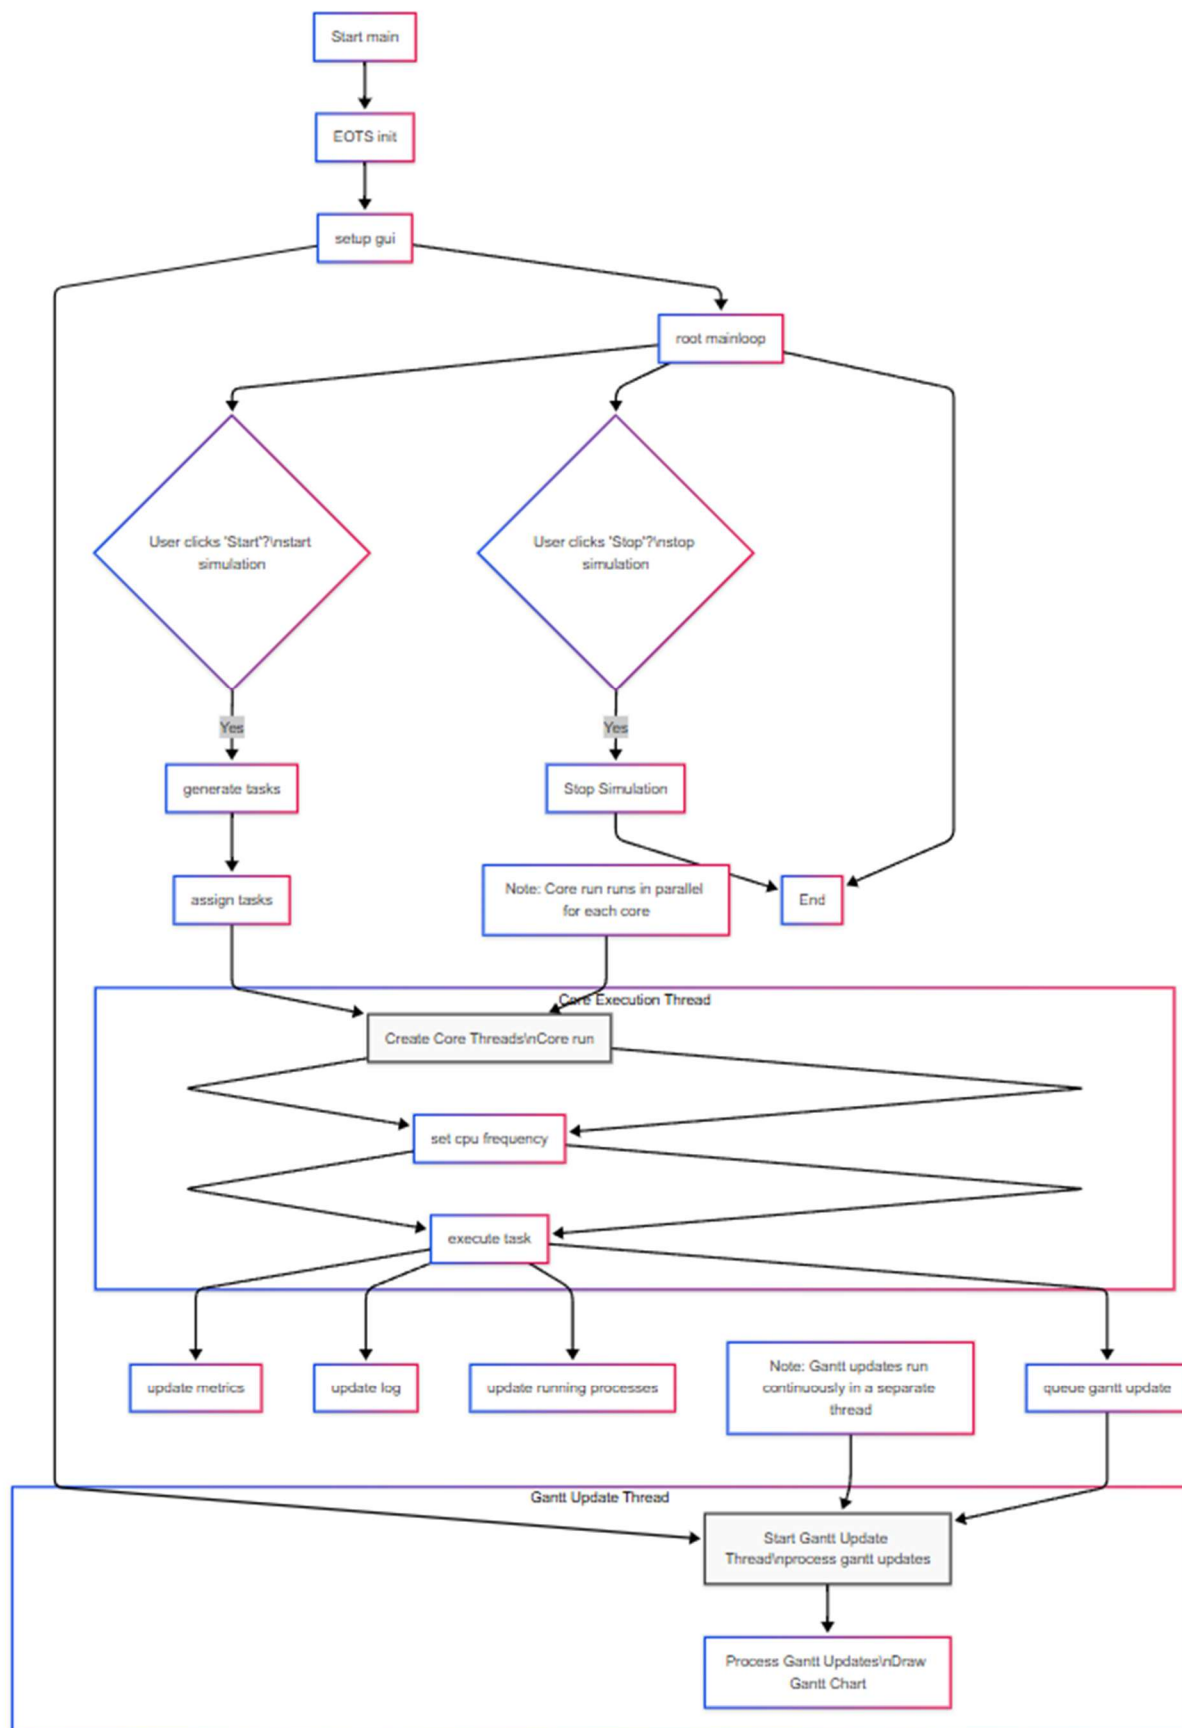 Start main
EOTS init
setup gui
root mainloop
User clicks 'Start'?\nstart
simulation
User clicks 'Stop'?\nstop
simulation
Yes
Yes
generate tasks
Stop Simulation
assign tasks
Note: Core run runs in parallel
for each core
End
Core Execution Thread
Create Core Threads\nCore run
set cpu frequency
execute task
update metrics
update log
update running processes
Note: Gantt updates run
continuously in a separate
thread
queue gantt update
Gantt Update Thread
Start Gantt Update
Thread\nprocess gantt updates
Process Gantt Updates\nDraw
Gantt Chart